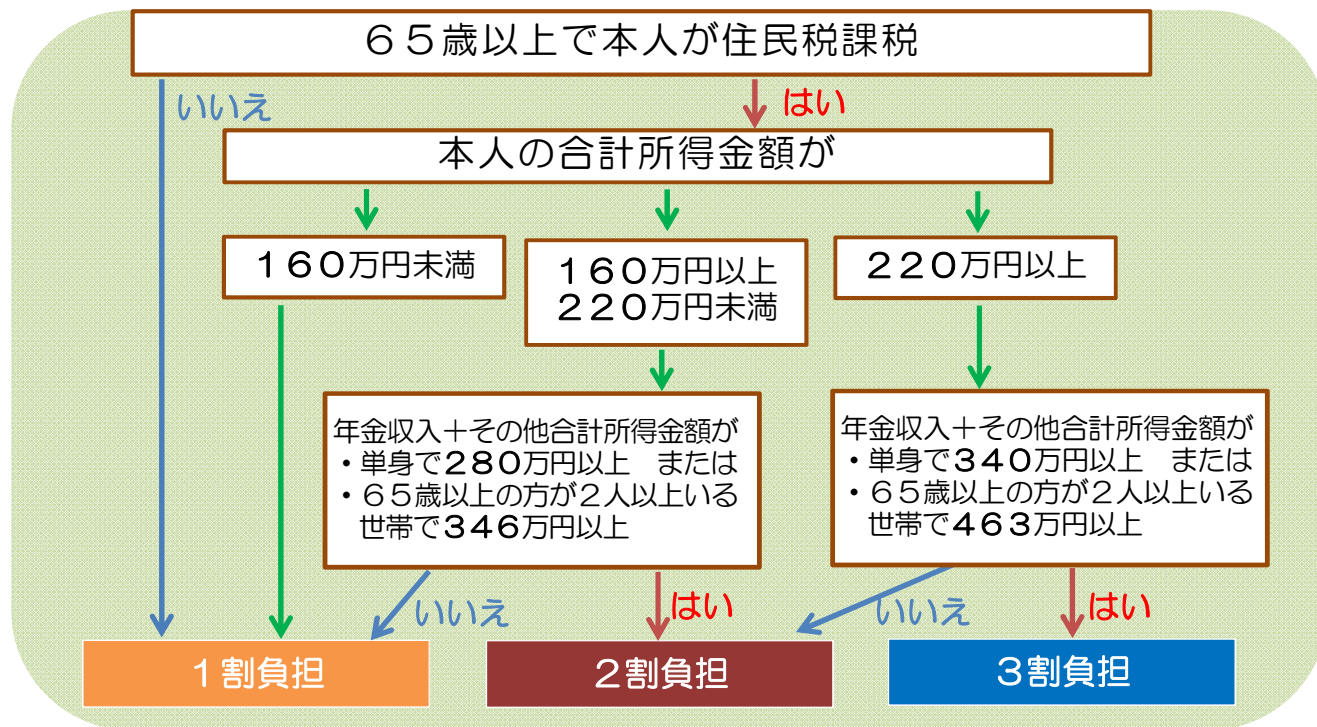 ６５歳以上で本人が住民税課税
いいえ
はい
本人の合計所得金額が
１６０万円未満
１６０万円以上
２２０万円未満
２２０万円以上
年金収入＋その他合計所得金額が
・単身で２８０万円以上　または
・６５歳以上の方が２人以上いる
世帯で３４６万円以上
年金収入＋その他合計所得金額が
・単身で３４０万円以上　または
・６５歳以上の方が２人以上いる
世帯で４６３万円以上
いいえ
はい
いいえ
はい
１割負担
２割負担
３割負担